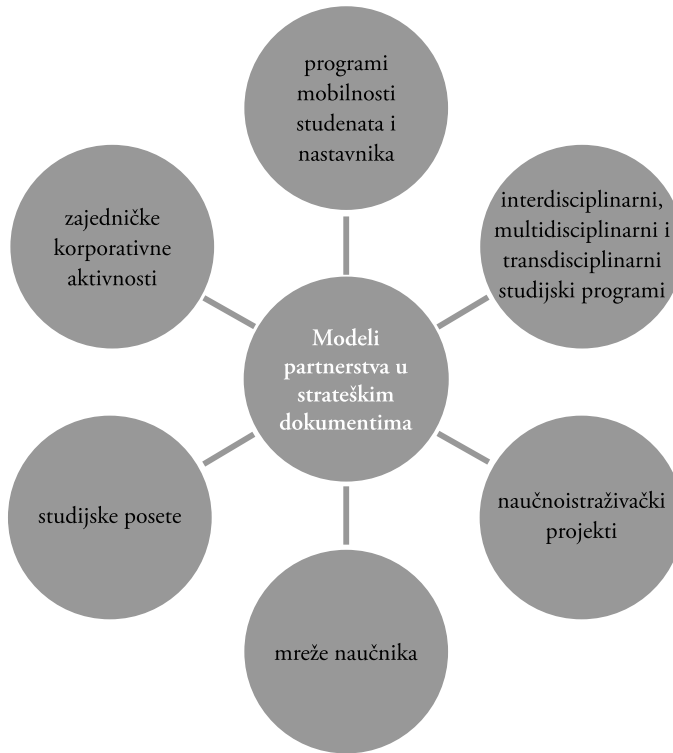 programi
mobilnosti
studenata i
nastavnika
interdisciplinarni,
multidisciplinarni i
transdisciplinarni
studijski programi
zajedničke
korporativne
aktivnosti
Modeli
partnerstva u
strateškim
dokumentima
naučnoistraživački
projekti
studijske posete
mreže naučnika